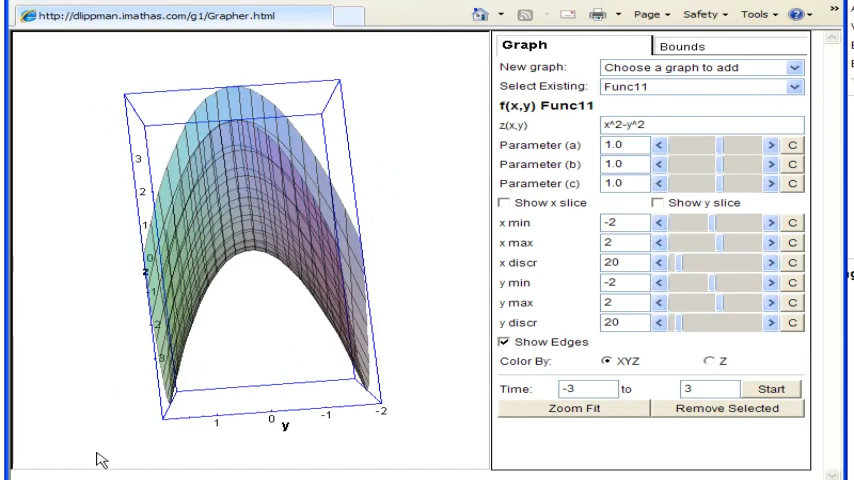 http://dlippman.imathas.com/g1/Grapher.html
Page Safety Tools »
Graph Bounds
New graph: Choose a graph to add
Select Existing: Func11
f(x,y) Func11
z(x,y) x^2-y^2
Parameter (a) 1.0 < > C
Parameter (b) 1.0 < > C
Parameter (c) 1.0 < > C
Show x slice Show y slice
x min -2 < > C
x max 2 < > C
x discr 20 < > C
y min -2 < > C
y max 2 < > C
y discr 20 < > C
Show Edges
Color By: XYZ Z
Time: -3 to 3 Start
Zoom Fit Remove Selected
3
2
1
0
z
-1
-2
-3
1 0 -1 -2
y